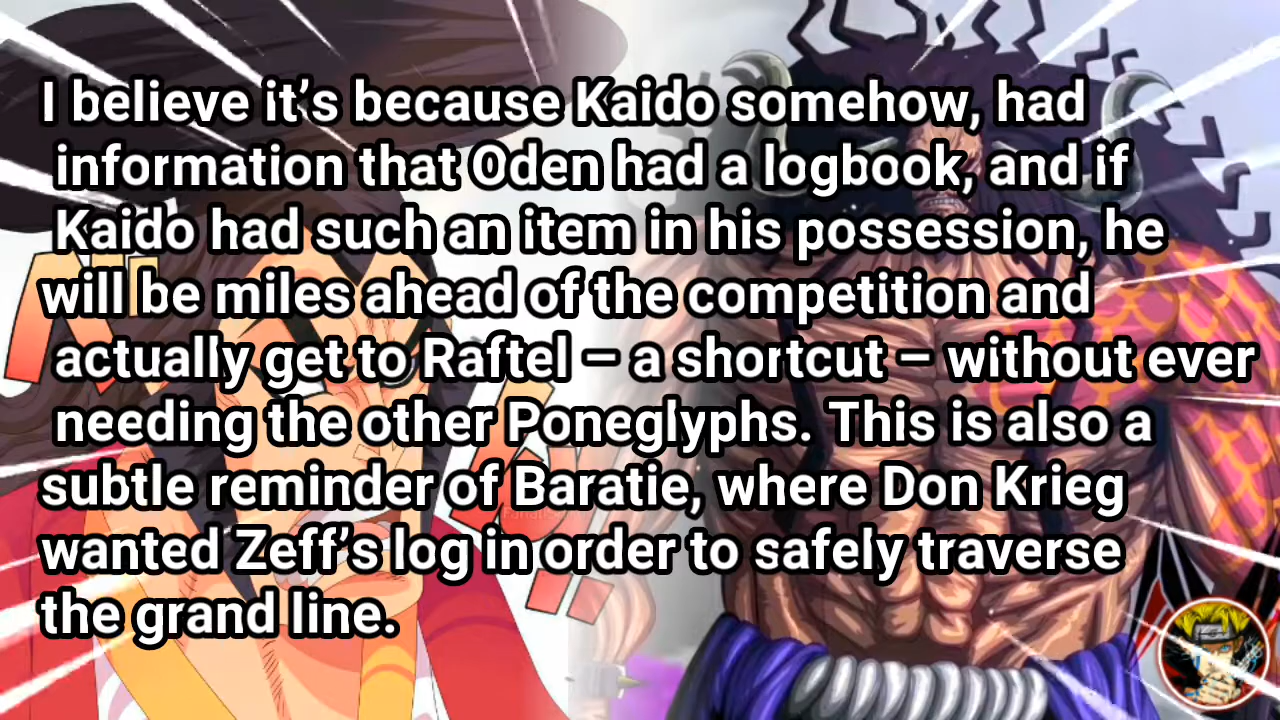 I believe it’s because Kaido somehow, had
information that Oden had a logbook, and if
Kaido had such an item in his possession, he
will be miles ahead of the competition and
actually get to Raftel – a shortcut – without ever
needing the other Poneglyphs. This is also a
subtle reminder of Baratie, where Don Krieg
wanted Zeff’s log in order to safely traverse
the grand line.